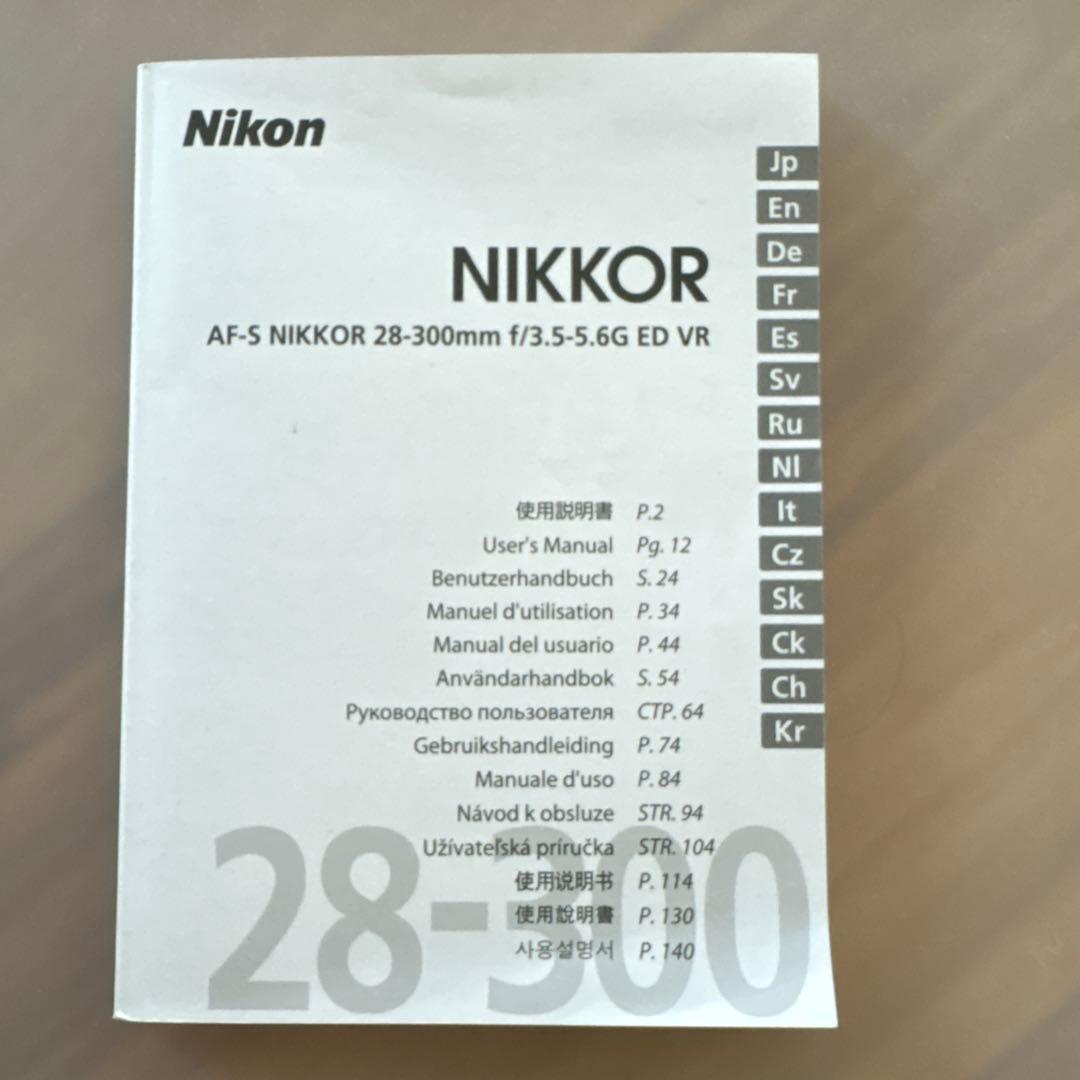 Nikon
NIKKOR
AF-S NIKKOR 28-300mm f/3.5-5.6G ED VR
Jp
En
De
Fr
Es
Sv
Ru
Nl
It
Cz
Sk
Ck
Ch
Kr
使用説明書 P.2
User's Manual Pg. 12
Benutzerhandbuch S. 24
Manuel d'utilisation P. 34
Manual del usuario P. 44
Användarhandbok S. 54
Руководство пользователя СТР. 64
Gebruikshandleiding P. 74
Manuale d'uso P. 84
Návod k obsluze STR. 94
Užívateľská príručka STR. 104
使用说明书 P. 114
使用說明書 P. 130
사용설명서 P. 140
28-300